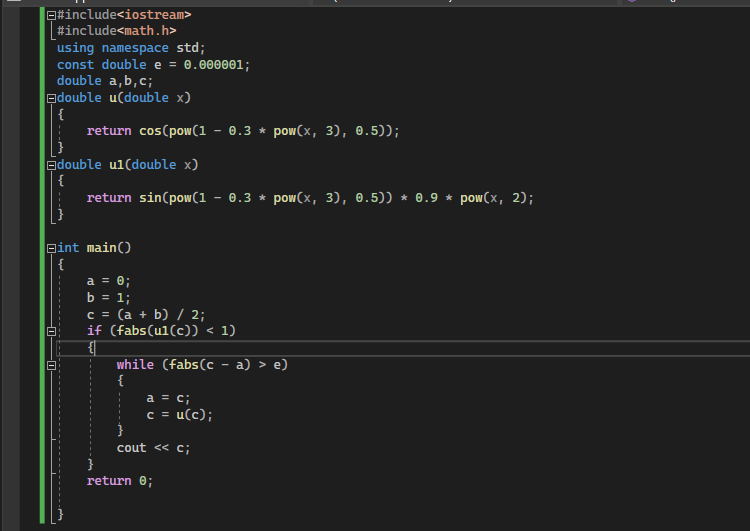 #include<iostream>
#include<math.h>
using namespace std;
const double e = 0.000001;
double a,b,c;
double u(double x)
{
    return cos(pow(1 - 0.3 * pow(x, 3), 0.5));
}
double u1(double x)
{
    return sin(pow(1 - 0.3 * pow(x, 3), 0.5)) * 0.9 * pow(x, 2);
}

int main()
{
    a = 0;
    b = 1;
    c = (a + b) / 2;
    if (fabs(u1(c)) < 1)
    {
        while (fabs(c - a) > e)
        {
            a = c;
            c = u(c);
        }
        cout << c;
    }
    return 0;

}